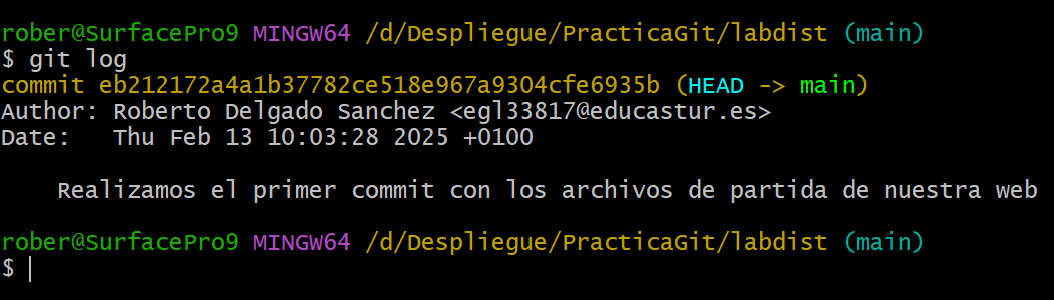 rober@SurfacePro9 MINGW64 /d/Despliegue/PracticaGit/labdist (main)
$ git log
commit eb212172a4a1b37782ce518e967a9304cfe6935b (HEAD -> main)
Author: Roberto Delgado Sanchez <egl33817@educastur.es>
Date:   Thu Feb 13 10:03:28 2025 +0100
    Realizamos el primer commit con los archivos de partida de nuestra web
rober@SurfacePro9 MINGW64 /d/Despliegue/PracticaGit/labdist (main)
$